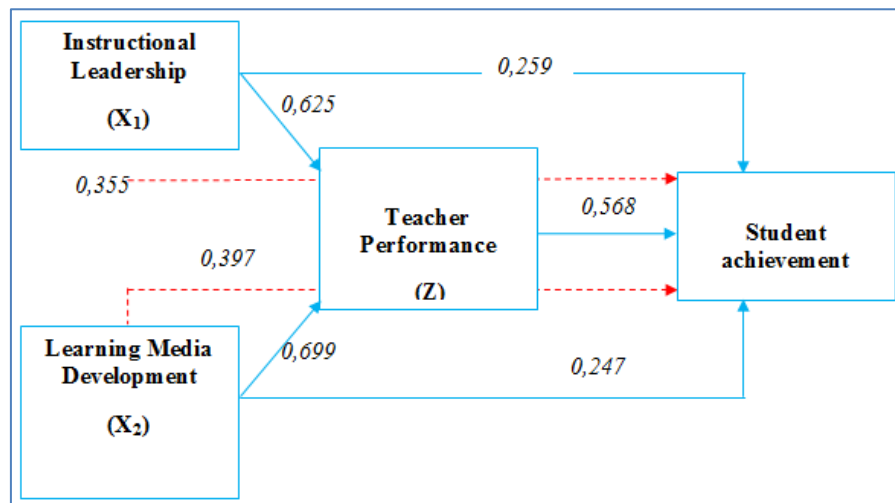 Instructional
Leadership
(X₁)
0,259
0,625
0,355
Teacher
Performance
(Z)
0,568
Student
achievement
0,397
Learning Media
Development
(X₂)
0,699
0,247